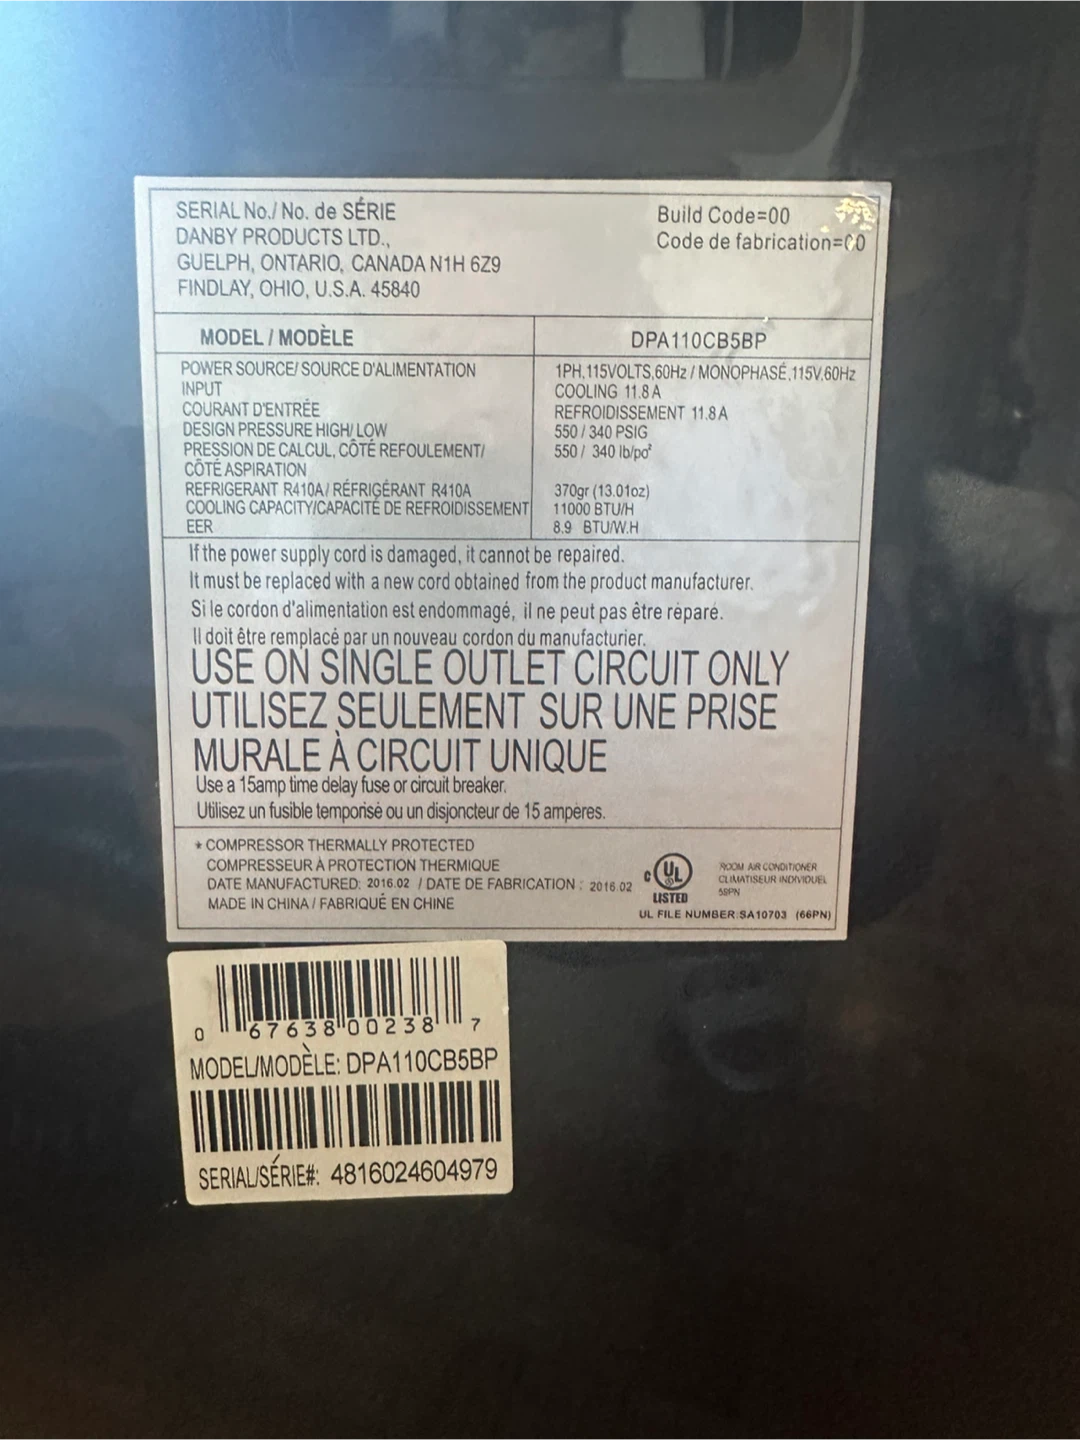 SERIAL No./ No. de SÉRIE
DANBY PRODUCTS LTD.,
GUELPH, ONTARIO, CANADA N1H 6Z9
FINDLAY, OHIO, U.S.A. 45840
Build Code=00
Code de fabrication=00
MODEL / MODÈLE DPA110CB5BP
POWER SOURCE/ SOURCE D'ALIMENTATION 1PH,115VOLTS,60Hz / MONOPHASÉ,115V,60Hz
INPUT COOLING 11.8 A
COURANT D'ENTRÉE REFROIDISSEMENT 11.8 A
DESIGN PRESSURE HIGH/ LOW 550 / 340 PSIG
PRESSION DE CALCUL, CÔTÉ REFOULEMENT/ 550 / 340 lb/po²
CÔTÉ ASPIRATION
REFRIGERANT R410A/ RÉFRIGÉRANT R410A 370gr (13.01oz)
COOLING CAPACITY/CAPACITÉ DE REFROIDISSEMENT 11000 BTU/H
EER 8.9 BTU/W.H
If the power supply cord is damaged, it cannot be repaired.
It must be replaced with a new cord obtained from the product manufacturer.
Si le cordon d'alimentation est endommagé, il ne peut pas être réparé.
Il doit être remplacé par un nouveau cordon du manufacturier.
USE ON SINGLE OUTLET CIRCUIT ONLY
UTILISEZ SEULEMENT SUR UNE PRISE
MURALE À CIRCUIT UNIQUE
Use a 15amp time delay fuse or circuit breaker.
Utilisez un fusible temporisé ou un disjoncteur de 15 ampères.
* COMPRESSOR THERMALLY PROTECTED
COMPRESSEUR À PROTECTION THERMIQUE
DATE MANUFACTURED: 2016.02 / DATE DE FABRICATION : 2016.02
MADE IN CHINA / FABRIQUÉ EN CHINE
c UL ®
LISTED
ROOM AIR CONDITIONER
CLIMATISEUR INDIVIDUEL
59PN
UL FILE NUMBER:SA10703 (66PN)
0 67638 00238 7
MODEL/MODÈLE: DPA110CB5BP
SERIAL/SÉRIE#: 4816024604979